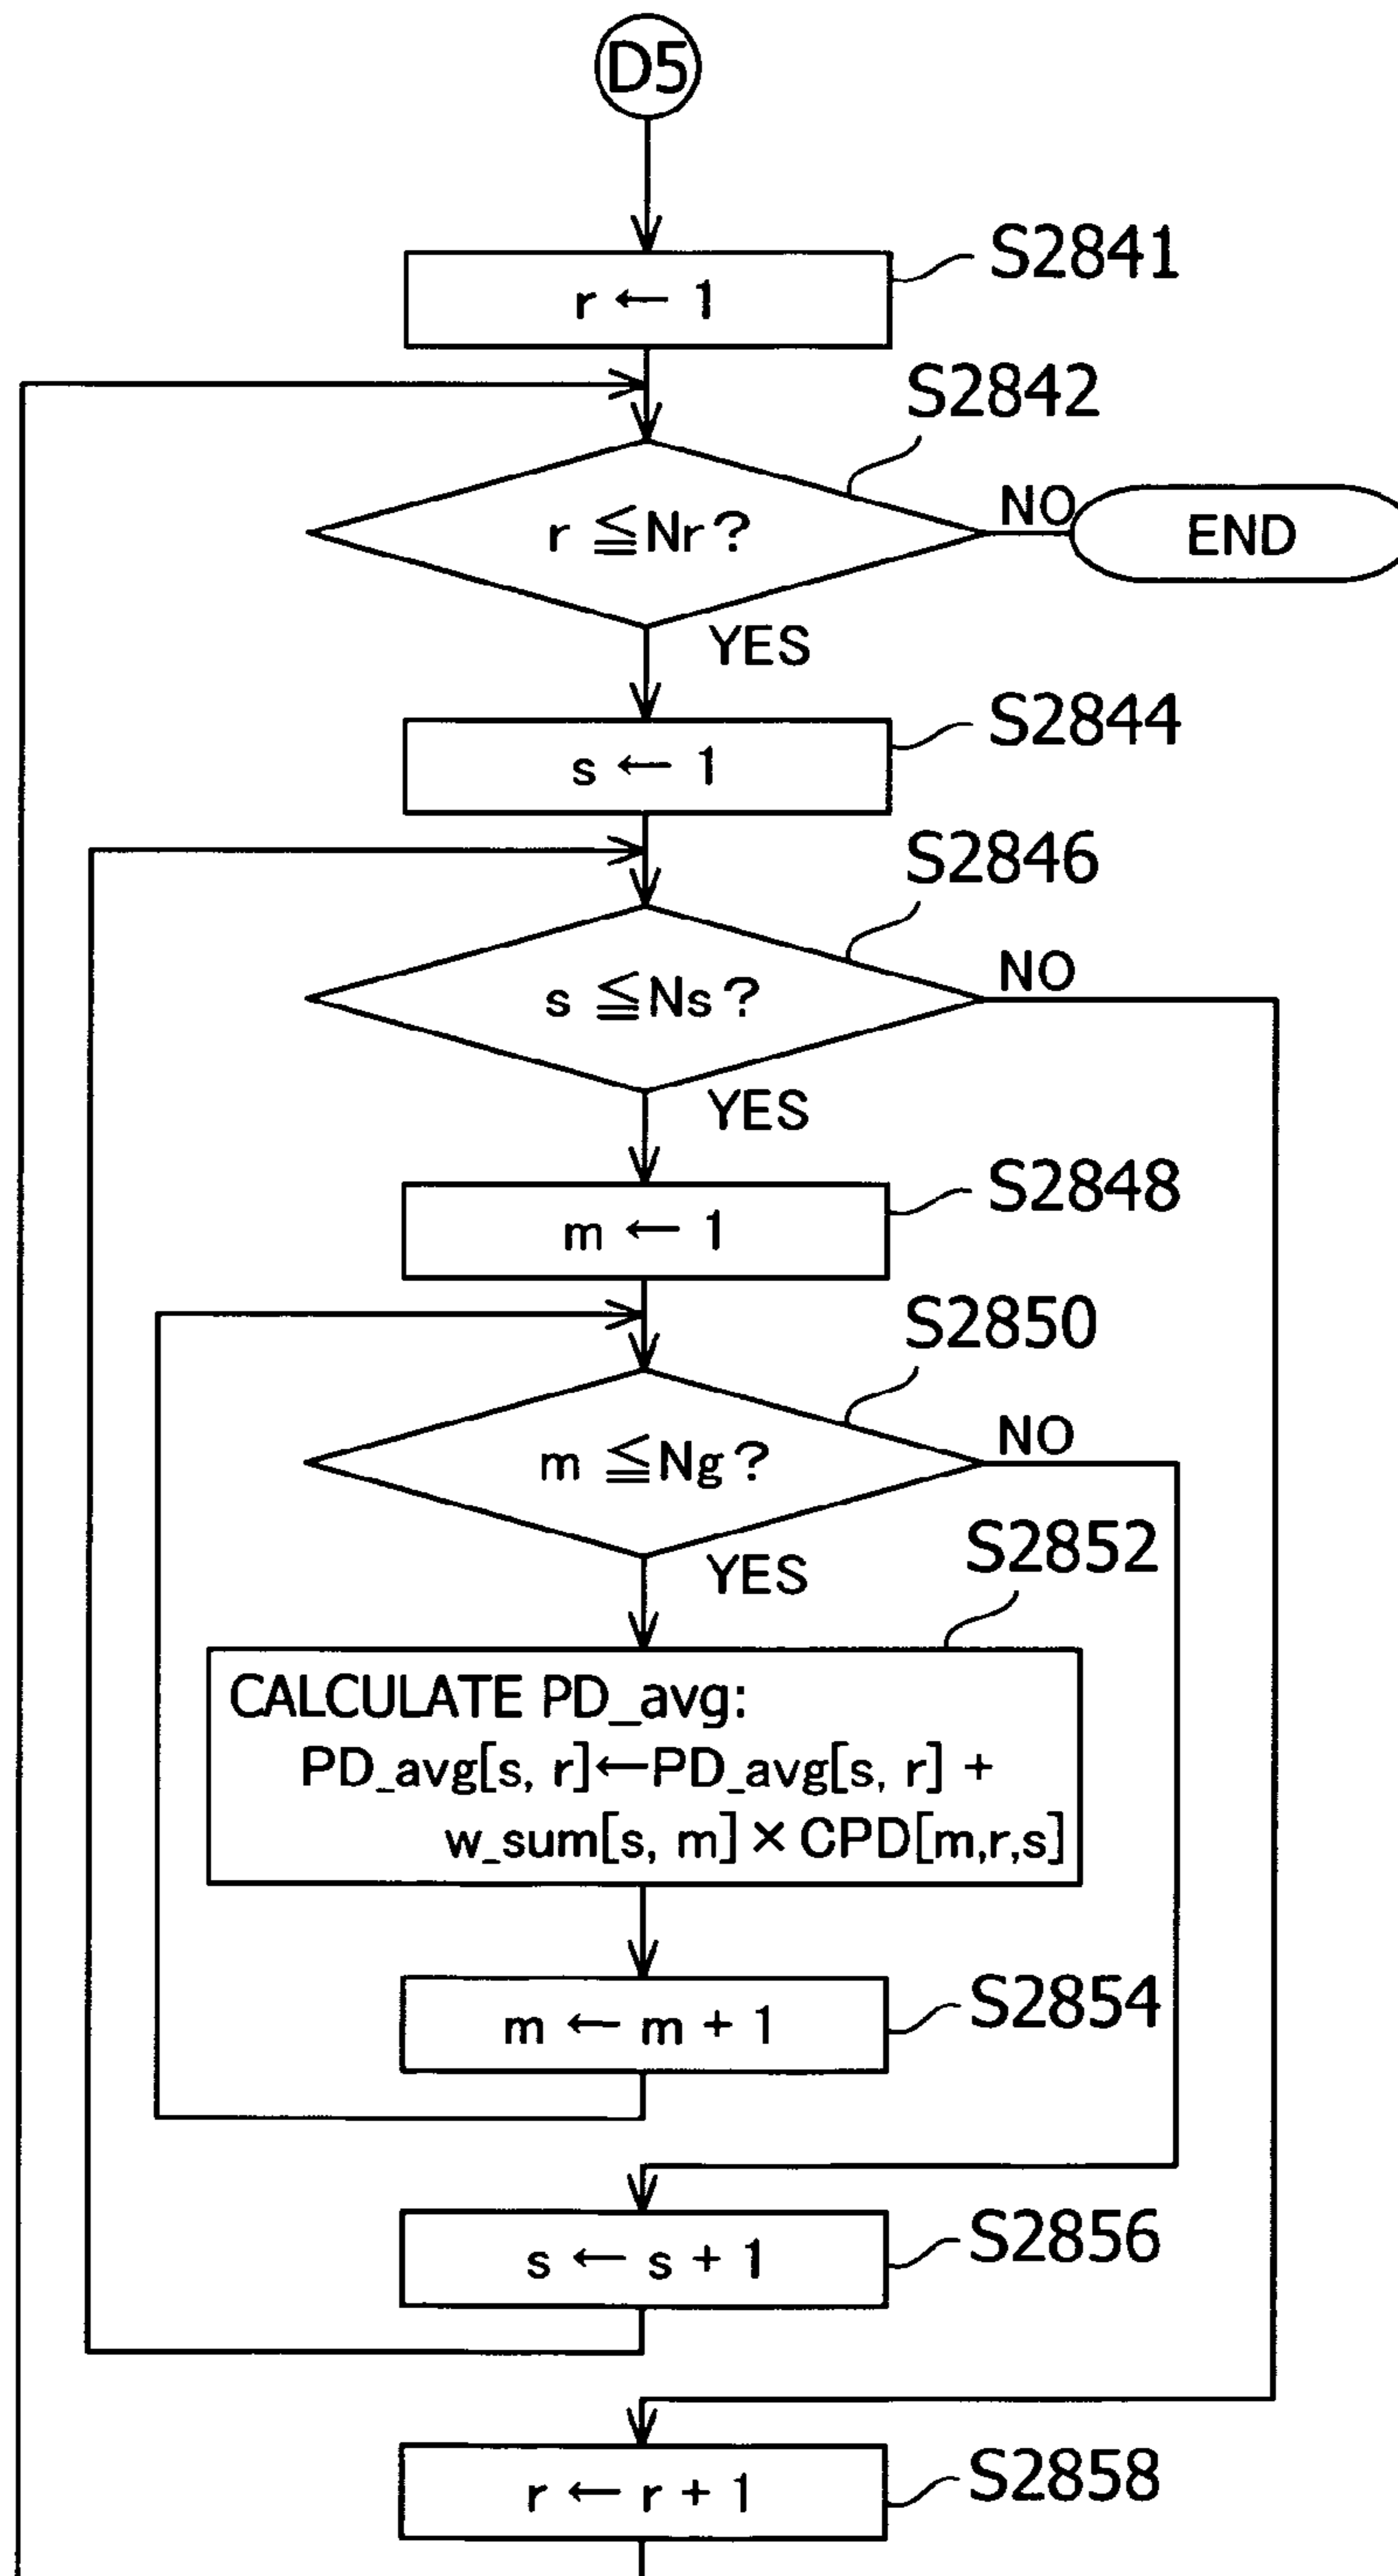 D5
S2841
r ← 1
S2842
r ≦ Nr ?
NO
END
YES
S2844
s ← 1
S2846
s ≦ Ns ?
NO
YES
S2848
m ← 1
S2850
m ≦ Ng ?
NO
YES
S2852
CALCULATE PD_avg:
PD_avg[s, r]←PD_avg[s, r] +
w_sum[s, m] × CPD[m,r,s]
S2854
m ← m + 1
S2856
s ← s + 1
S2858
r ← r + 1